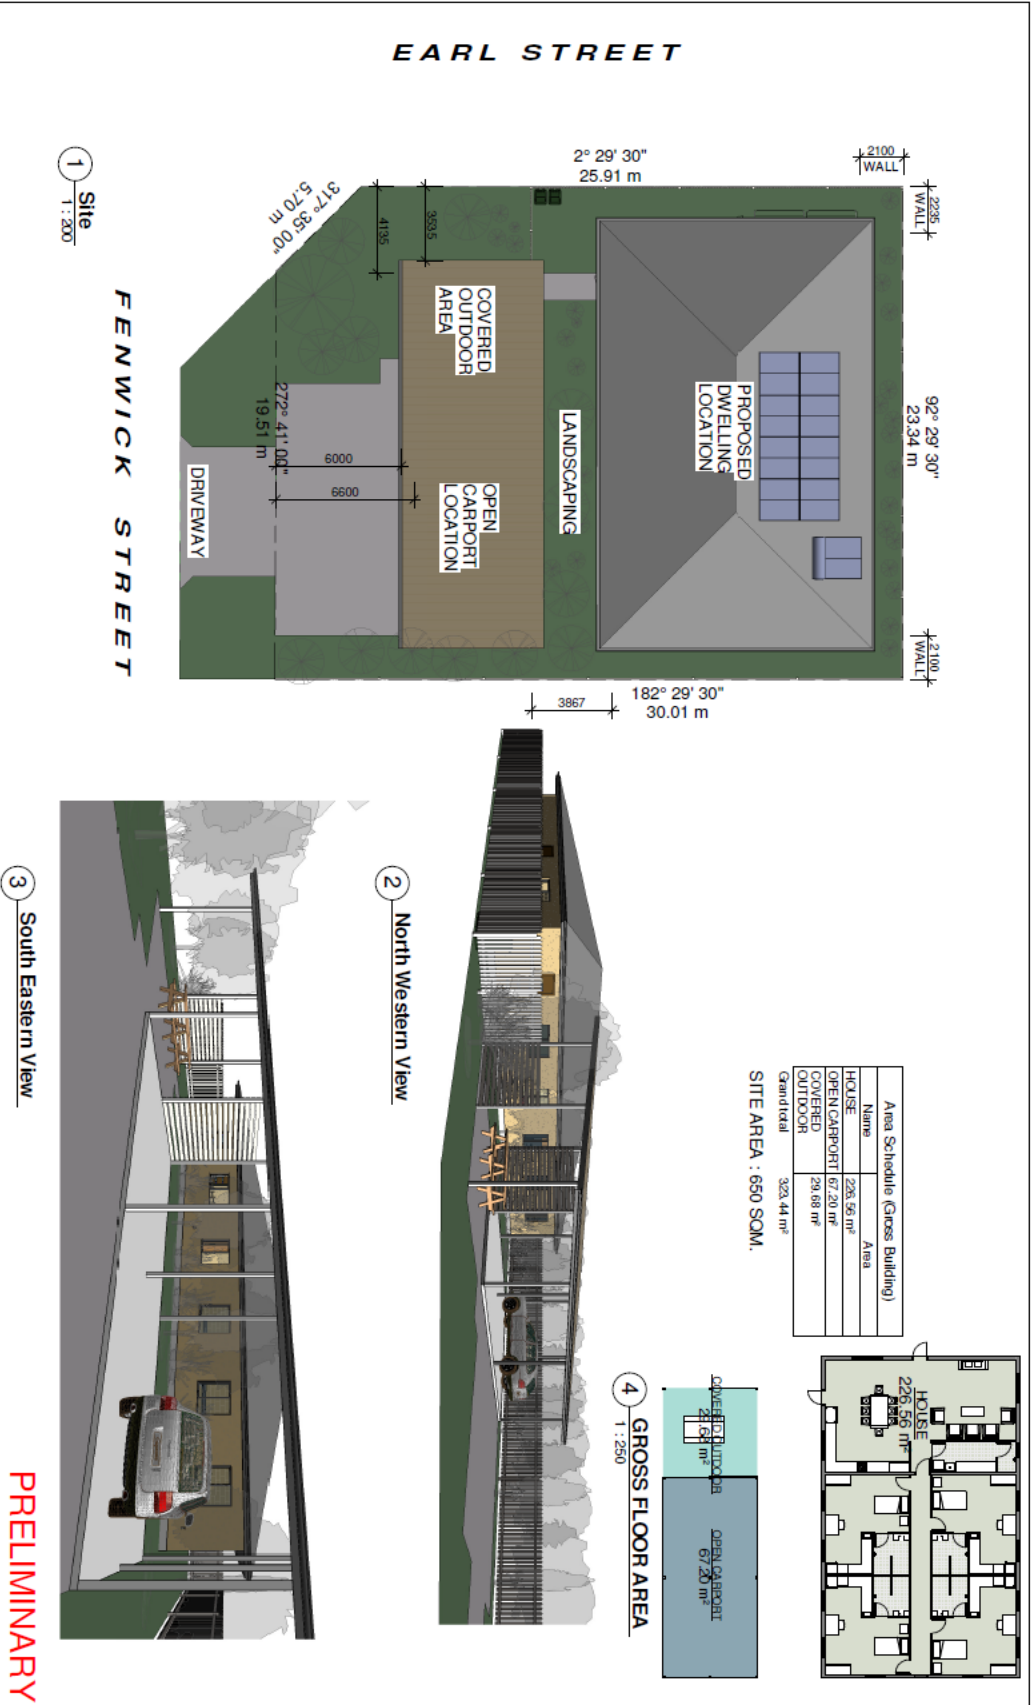 EARL STREET
2° 29' 30"
25.91 m
2100
WALL
2235
WALL
92° 29' 30"
23.34 m
2100
WALL
182° 29' 30"
30.01 m
3867
317° 35' 00"
5.70 m
4135
3535
272° 41' 00"
19.51 m
6000
6600
COVERED
OUTDOOR
AREA
OPEN
CARPORT
LOCATION
LANDSCAPING
PROPOSED
DWELLING
LOCATION
DRIVEWAY
FENWICK STREET
1 Site
1 : 200
2 North Western View
3 South Eastern View
Area Schedule (Gross Building)
Name Area
HOUSE 226.56 m²
OPEN CARPORT 67.20 m²
COVERED
OUTDOOR 29.68 m²
Grand total 323.44 m²
SITE AREA : 650 SQM.
HOUSE
226.56 m²
COVERED OUTDOOR
29.68 m²
OPEN CARPORT
67.20 m²
4 GROSS FLOOR AREA
1 : 250
PRELIMINARY